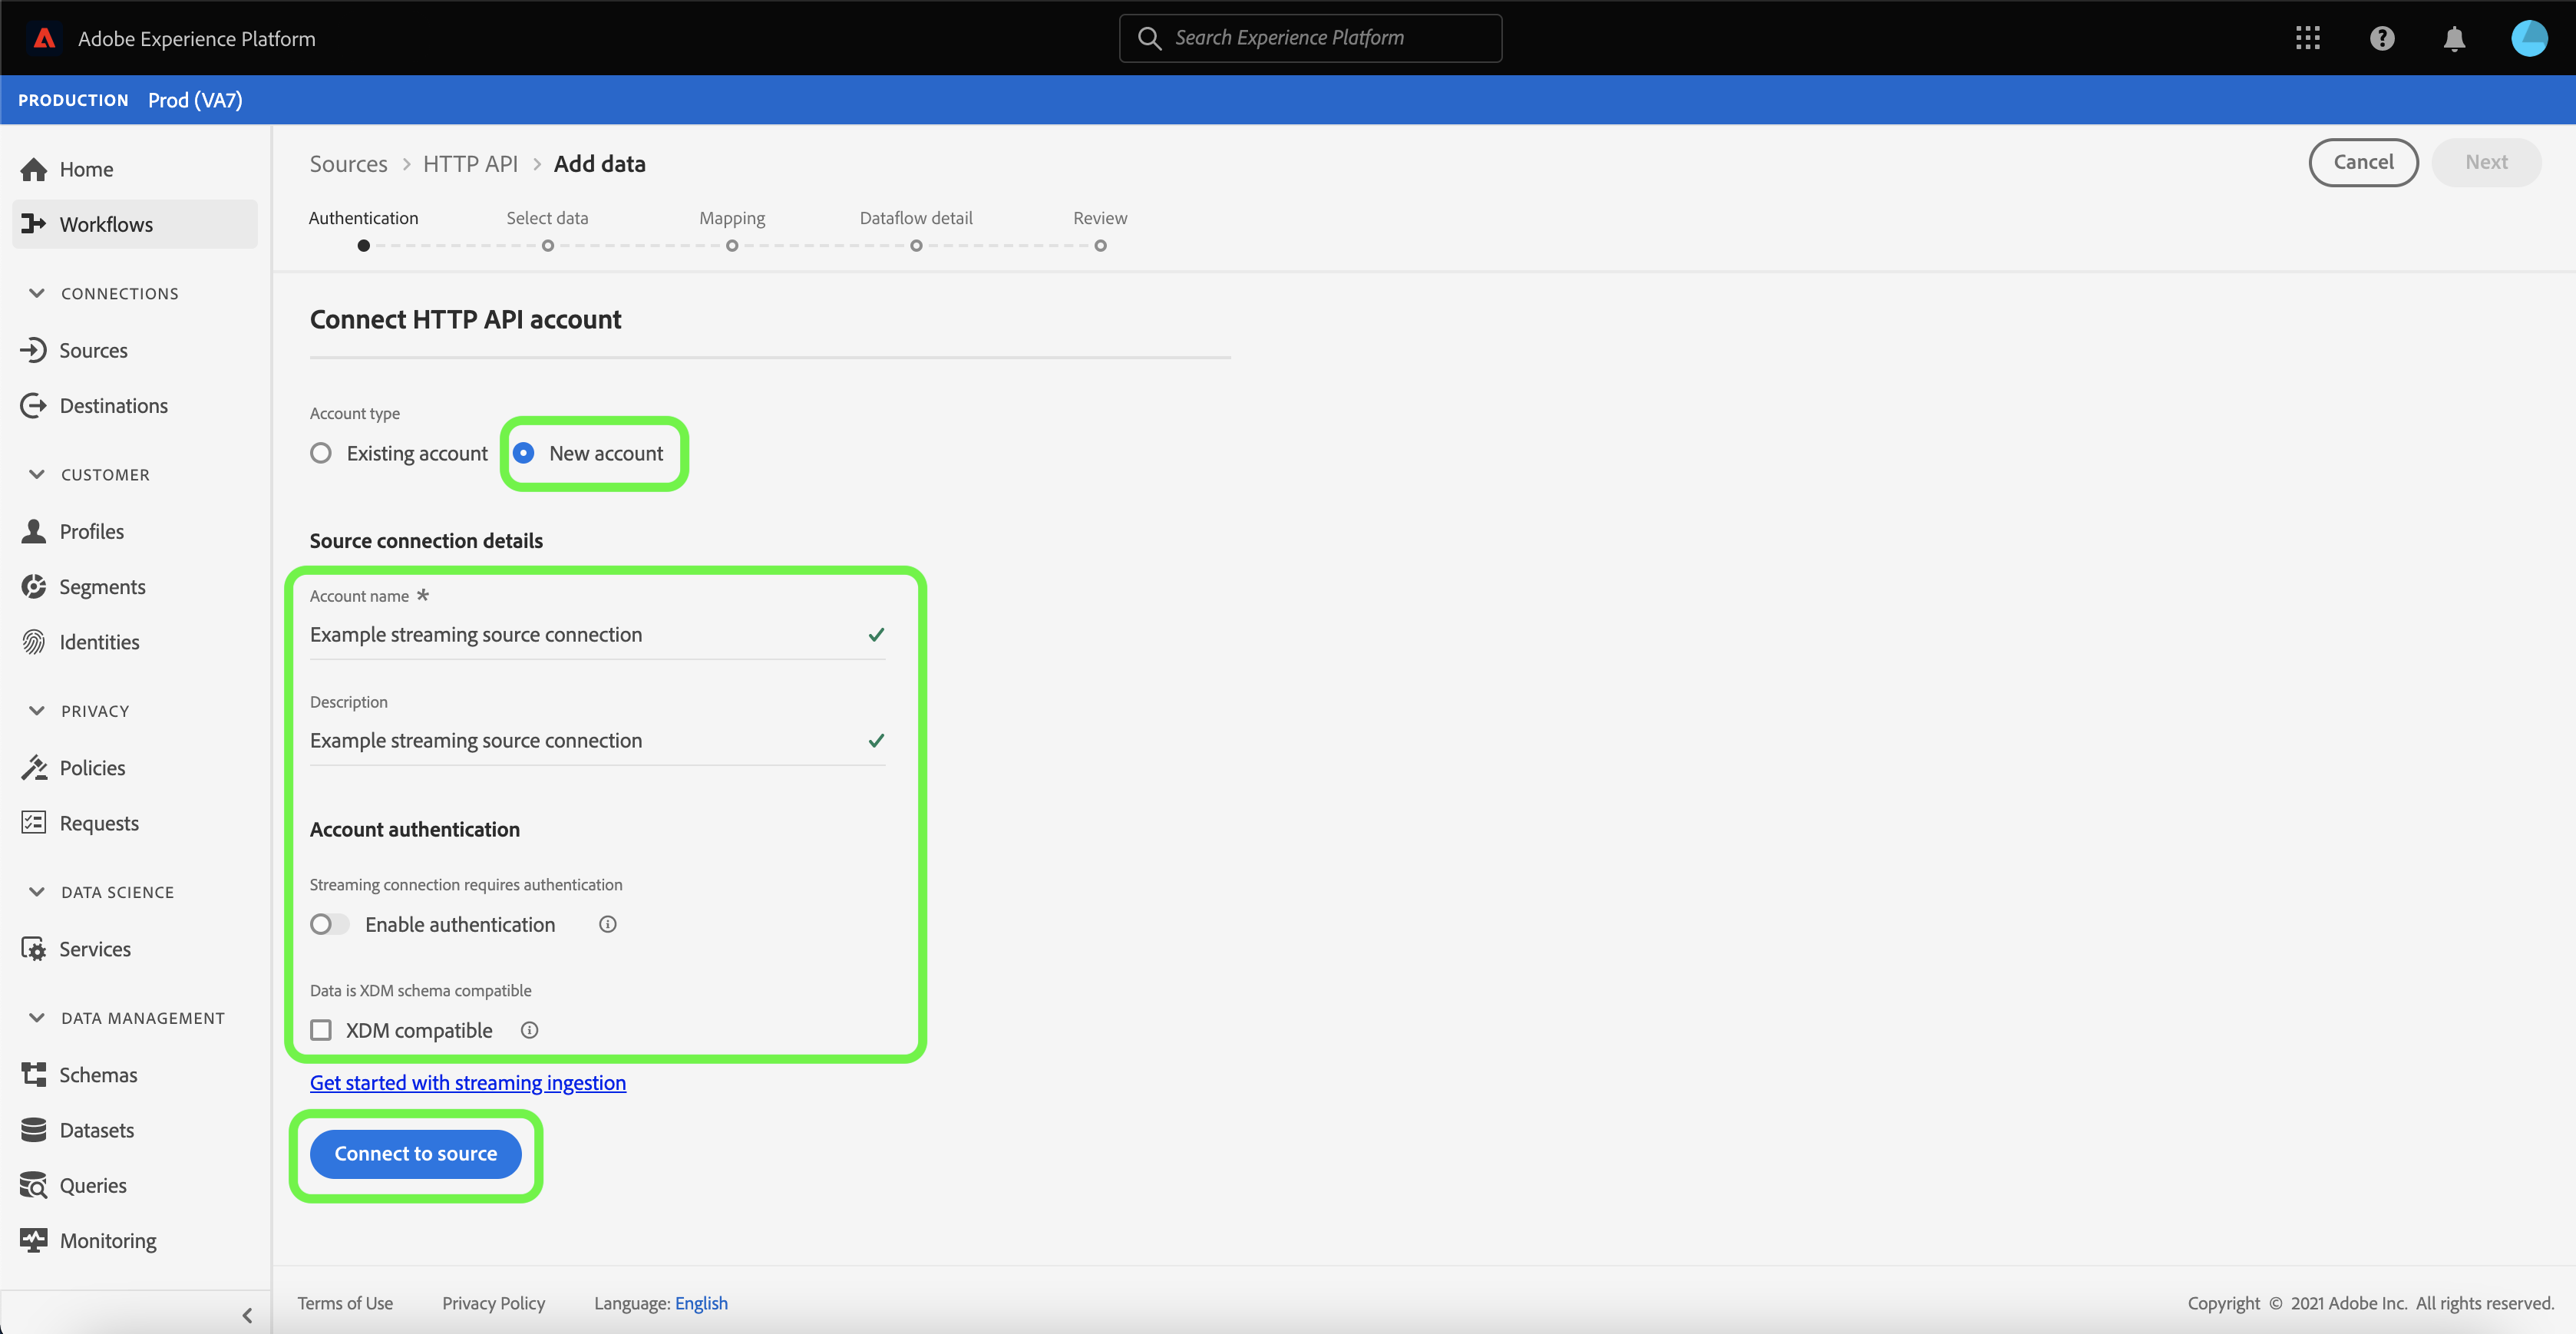 Adobe Experience Platform
Search Experience Platform
PRODUCTION Prod (VA7)
Home
Workflows
CONNECTIONS
Sources
Destinations
CUSTOMER
Profiles
Segments
Identities
PRIVACY
Policies
Requests
DATA SCIENCE
Services
DATA MANAGEMENT
Schemas
Datasets
Queries
Monitoring
Sources > HTTP API > Add data
Cancel Next
Authentication Select data Mapping Dataflow detail Review
Connect HTTP API account
Account type
Existing account New account
Source connection details
Account name *
Example streaming source connection
Description
Example streaming source connection
Account authentication
Streaming connection requires authentication
Enable authentication
Data is XDM schema compatible
XDM compatible
Get started with streaming ingestion
Connect to source
Terms of Use Privacy Policy Language: English Copyright © 2021 Adobe Inc. All rights reserved.